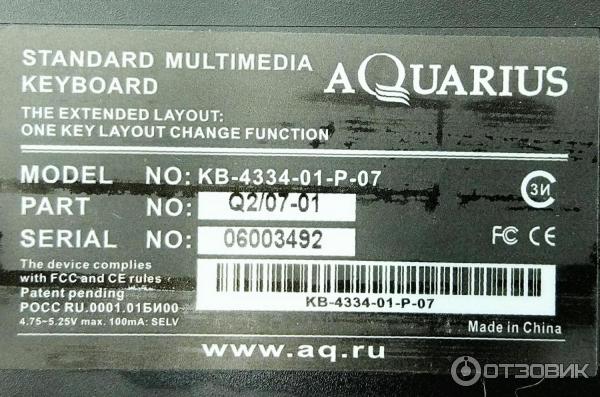 STANDARD MULTIMEDIA
KEYBOARD
AQUARIUS
THE EXTENDED LAYOUT:
ONE KEY LAYOUT CHANGE FUNCTION
MODEL NO: KB-4334-01-P-07
PART NO: Q2/07-01
SERIAL NO: 06003492
ЗИ
FC CE
The device complies
with FCC and CE rules
Patent pending
РОСС RU.0001.01БИ00
4.75~5.25V max. 100mA: SELV
KB-4334-01-P-07
Made in China
www.aq.ru
ОТЗОВИК